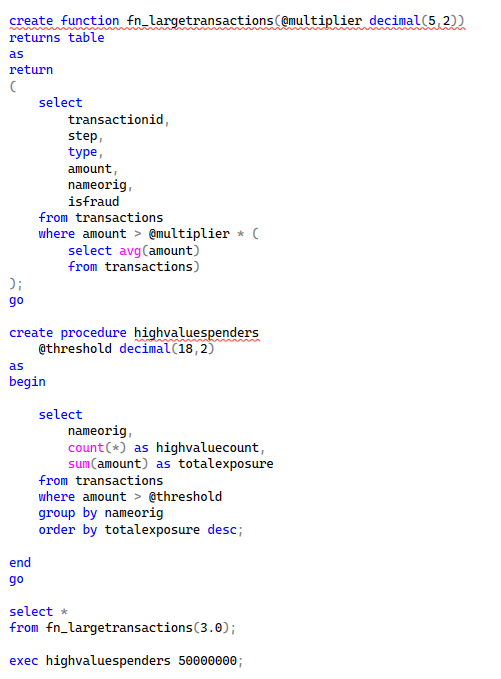 create function fn_largetransactions(@multiplier decimal(5,2))
returns table
as
return
(
    select
        transactionid,
        step,
        type,
        amount,
        nameorig,
        isfraud
    from transactions
    where amount > @multiplier * (
        select avg(amount)
        from transactions)
);
go

create procedure highvaluespenders
    @threshold decimal(18,2)
as
begin

    select
        nameorig,
        count(*) as highvaluecount,
        sum(amount) as totalexposure
    from transactions
    where amount > @threshold
    group by nameorig
    order by totalexposure desc;

end
go

select *
from fn_largetransactions(3.0);

exec highvaluespenders 50000000;